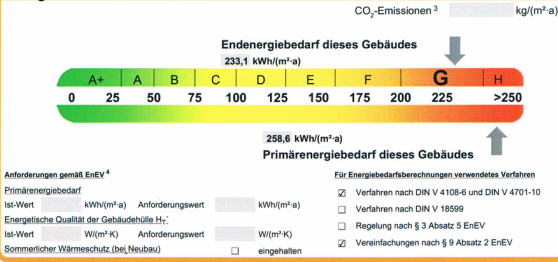 CO₂-Emissionen ³ kg/(m²·a)
Endenergiebedarf dieses Gebäudes
233,1 kWh/(m²·a)
A+ A B C D E F G H
0 25 50 75 100 125 150 175 200 225 >250
258,6 kWh/(m²·a)
Primärenergiebedarf dieses Gebäudes
Anforderungen gemäß EnEV ⁴
Primärenergiebedarf
Ist-Wert kWh/(m²·a) Anforderungswert kWh/(m²·a)
Energetische Qualität der Gebäudehülle H_T'
Ist-Wert W/(m²·K) Anforderungswert W/(m²·K)
Sommerlicher Wärmeschutz (bei Neubau) ☐ eingehalten
Für Energiebedarfsberechnungen verwendetes Verfahren
☑ Verfahren nach DIN V 4108-6 und DIN V 4701-10
☐ Verfahren nach DIN V 18599
☐ Regelung nach § 3 Absatz 5 EnEV
☑ Vereinfachungen nach § 9 Absatz 2 EnEV